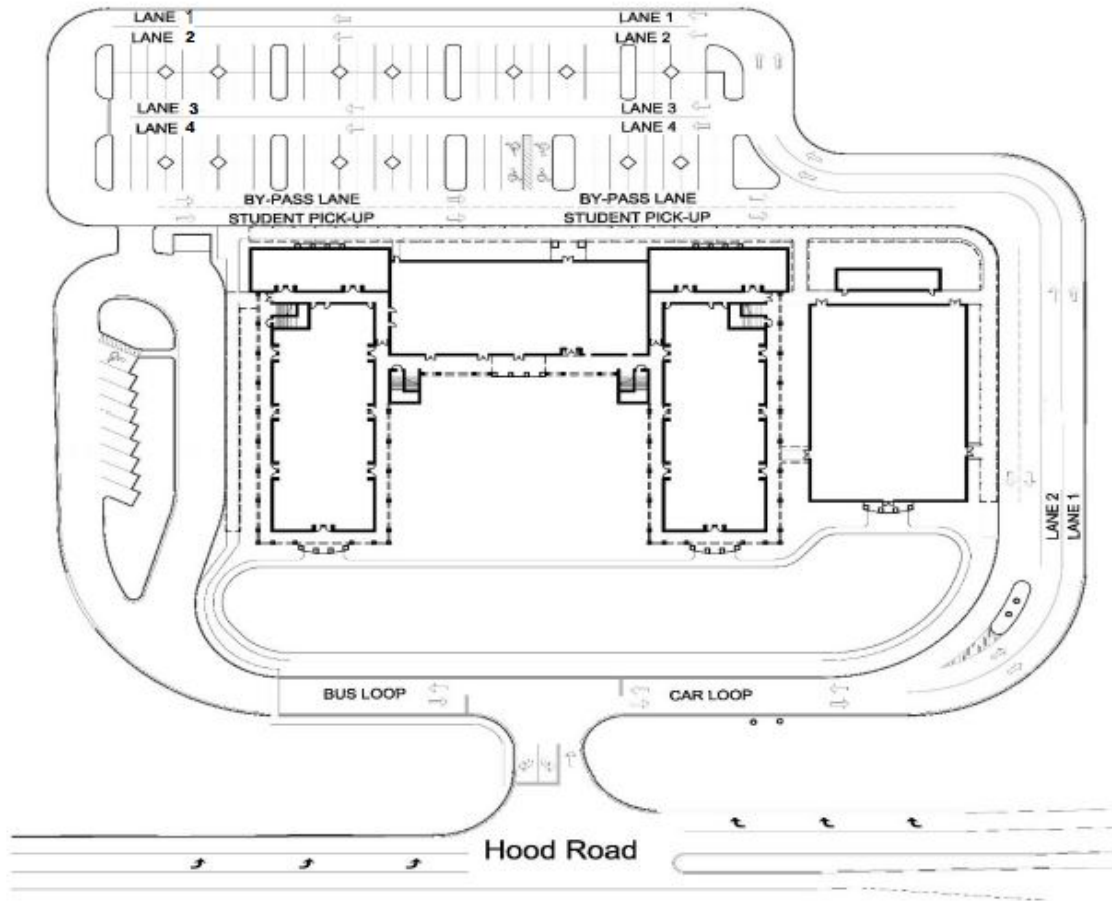 LANE 1 LANE 1
LANE 2 LANE 2
LANE 3 LANE 3
LANE 4 LANE 4
BY-PASS LANE BY-PASS LANE
STUDENT PICK-UP STUDENT PICK-UP
LANE 2
LANE 1
BUS LOOP CAR LOOP
Hood Road